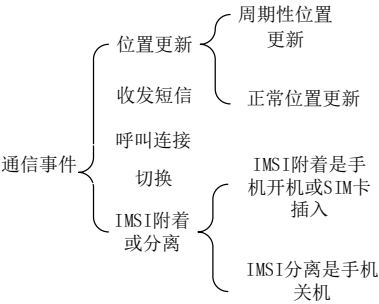 通信事件
位置更新
周期性位置
更新
正常位置更新
收发短信
呼叫连接
切换
IMSI附着
或分离
IMSI附着是手
机开机或SIM卡
插入
IMSI分离是手机
关机